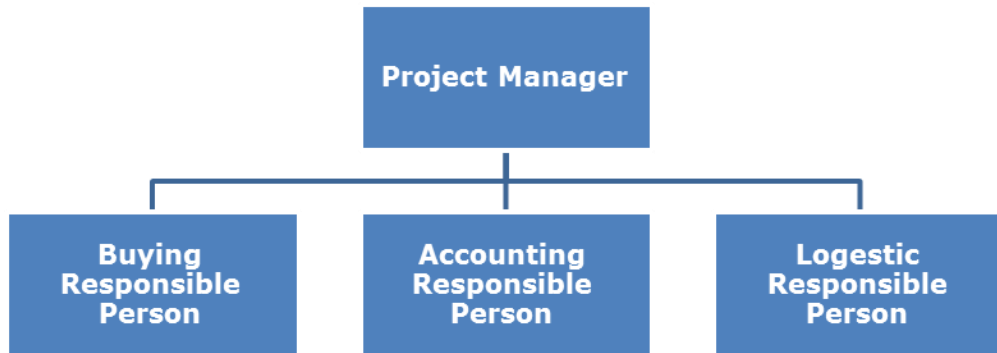 Project Manager
Buying
Responsible
Person
Accounting
Responsible
Person
Logestic
Responsible
Person